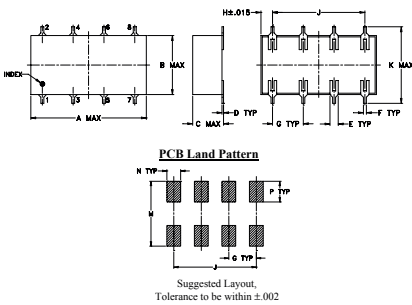 H±.015
J
2 4 6 8
B MAX
K MAX
INDEX
1 3 5 7
D TYP
A MAX
C MAX
G TYP
E TYP
F TYP
PCB Land Pattern
N TYP
P TYP
M
G TYP
J
Suggested Layout,
Tolerance to be within ±.002